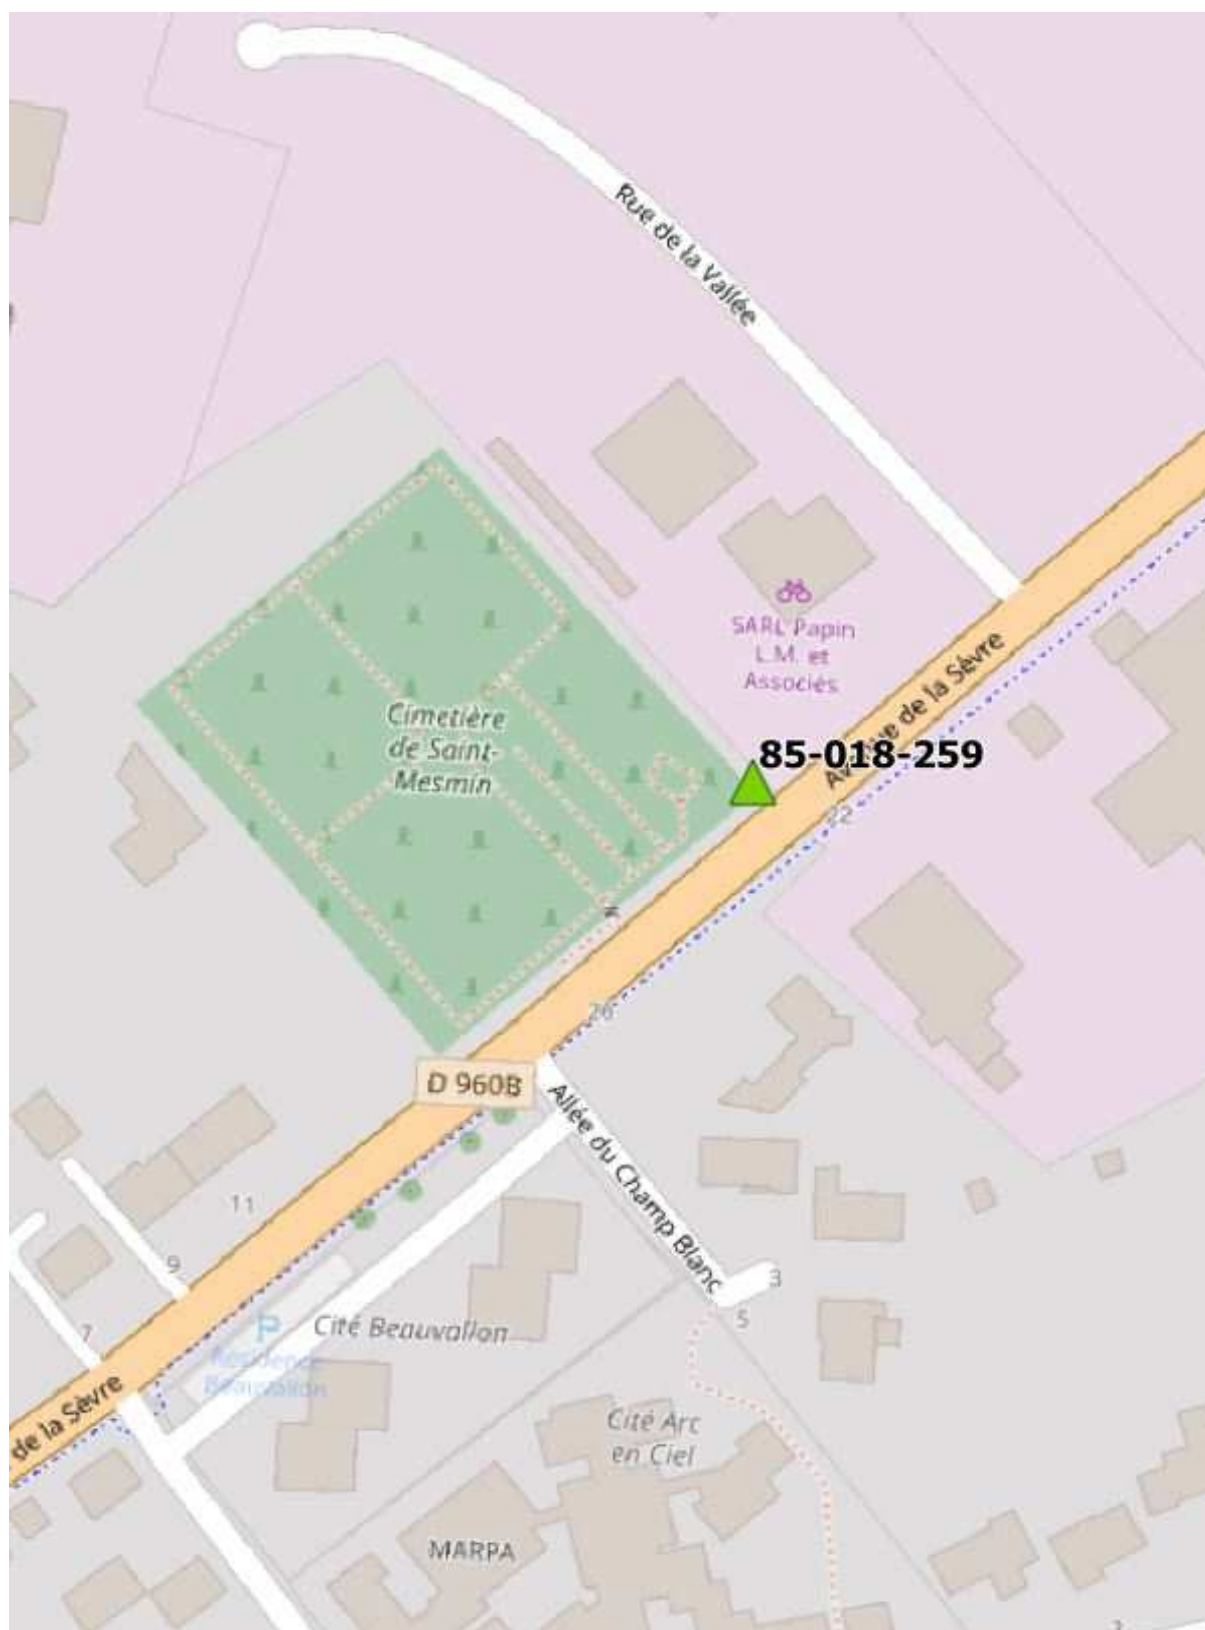 Rue de la Vallée
SARL Papin
L.M. et
Associés
de la Sèvre
85-018-259
Cimetière
de Saint-
Mesmin
22
26
D 960B
Allée du Champ Blanc
11
9
3
5
7
P
Cité Beauvallon
Résidence
Beauvallon
de la Sèvre
Cité Arc
en Ciel
MARPA